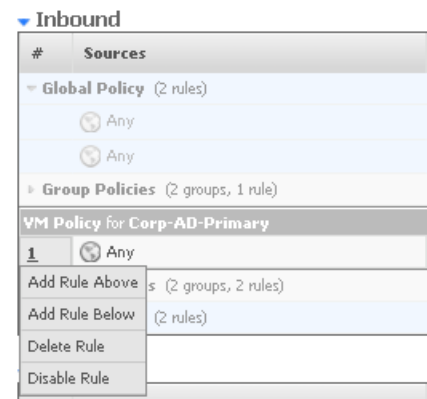 Inbound
# Sources
Global Policy (2 rules)
Any
Any
Group Policies (2 groups, 1 rule)
VM Policy for Corp-AD-Primary
1 Any
Add Rule Above
s (2 groups, 2 rules)
Add Rule Below
(2 rules)
Delete Rule
Disable Rule